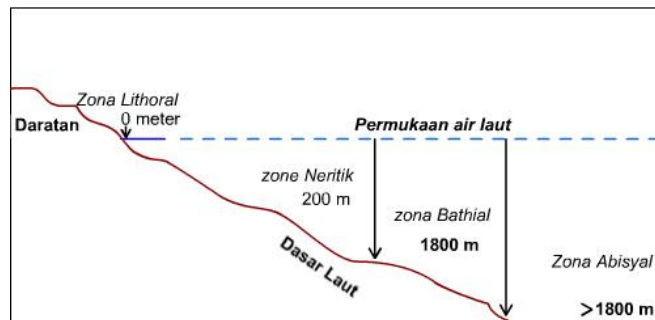 Zona Lithoral
0 meter
Daratan
Permukaan air laut
zone Neritik
200 m
zona Bathial
1800 m
Dasar Laut
Zona Abisyal
>1800 m